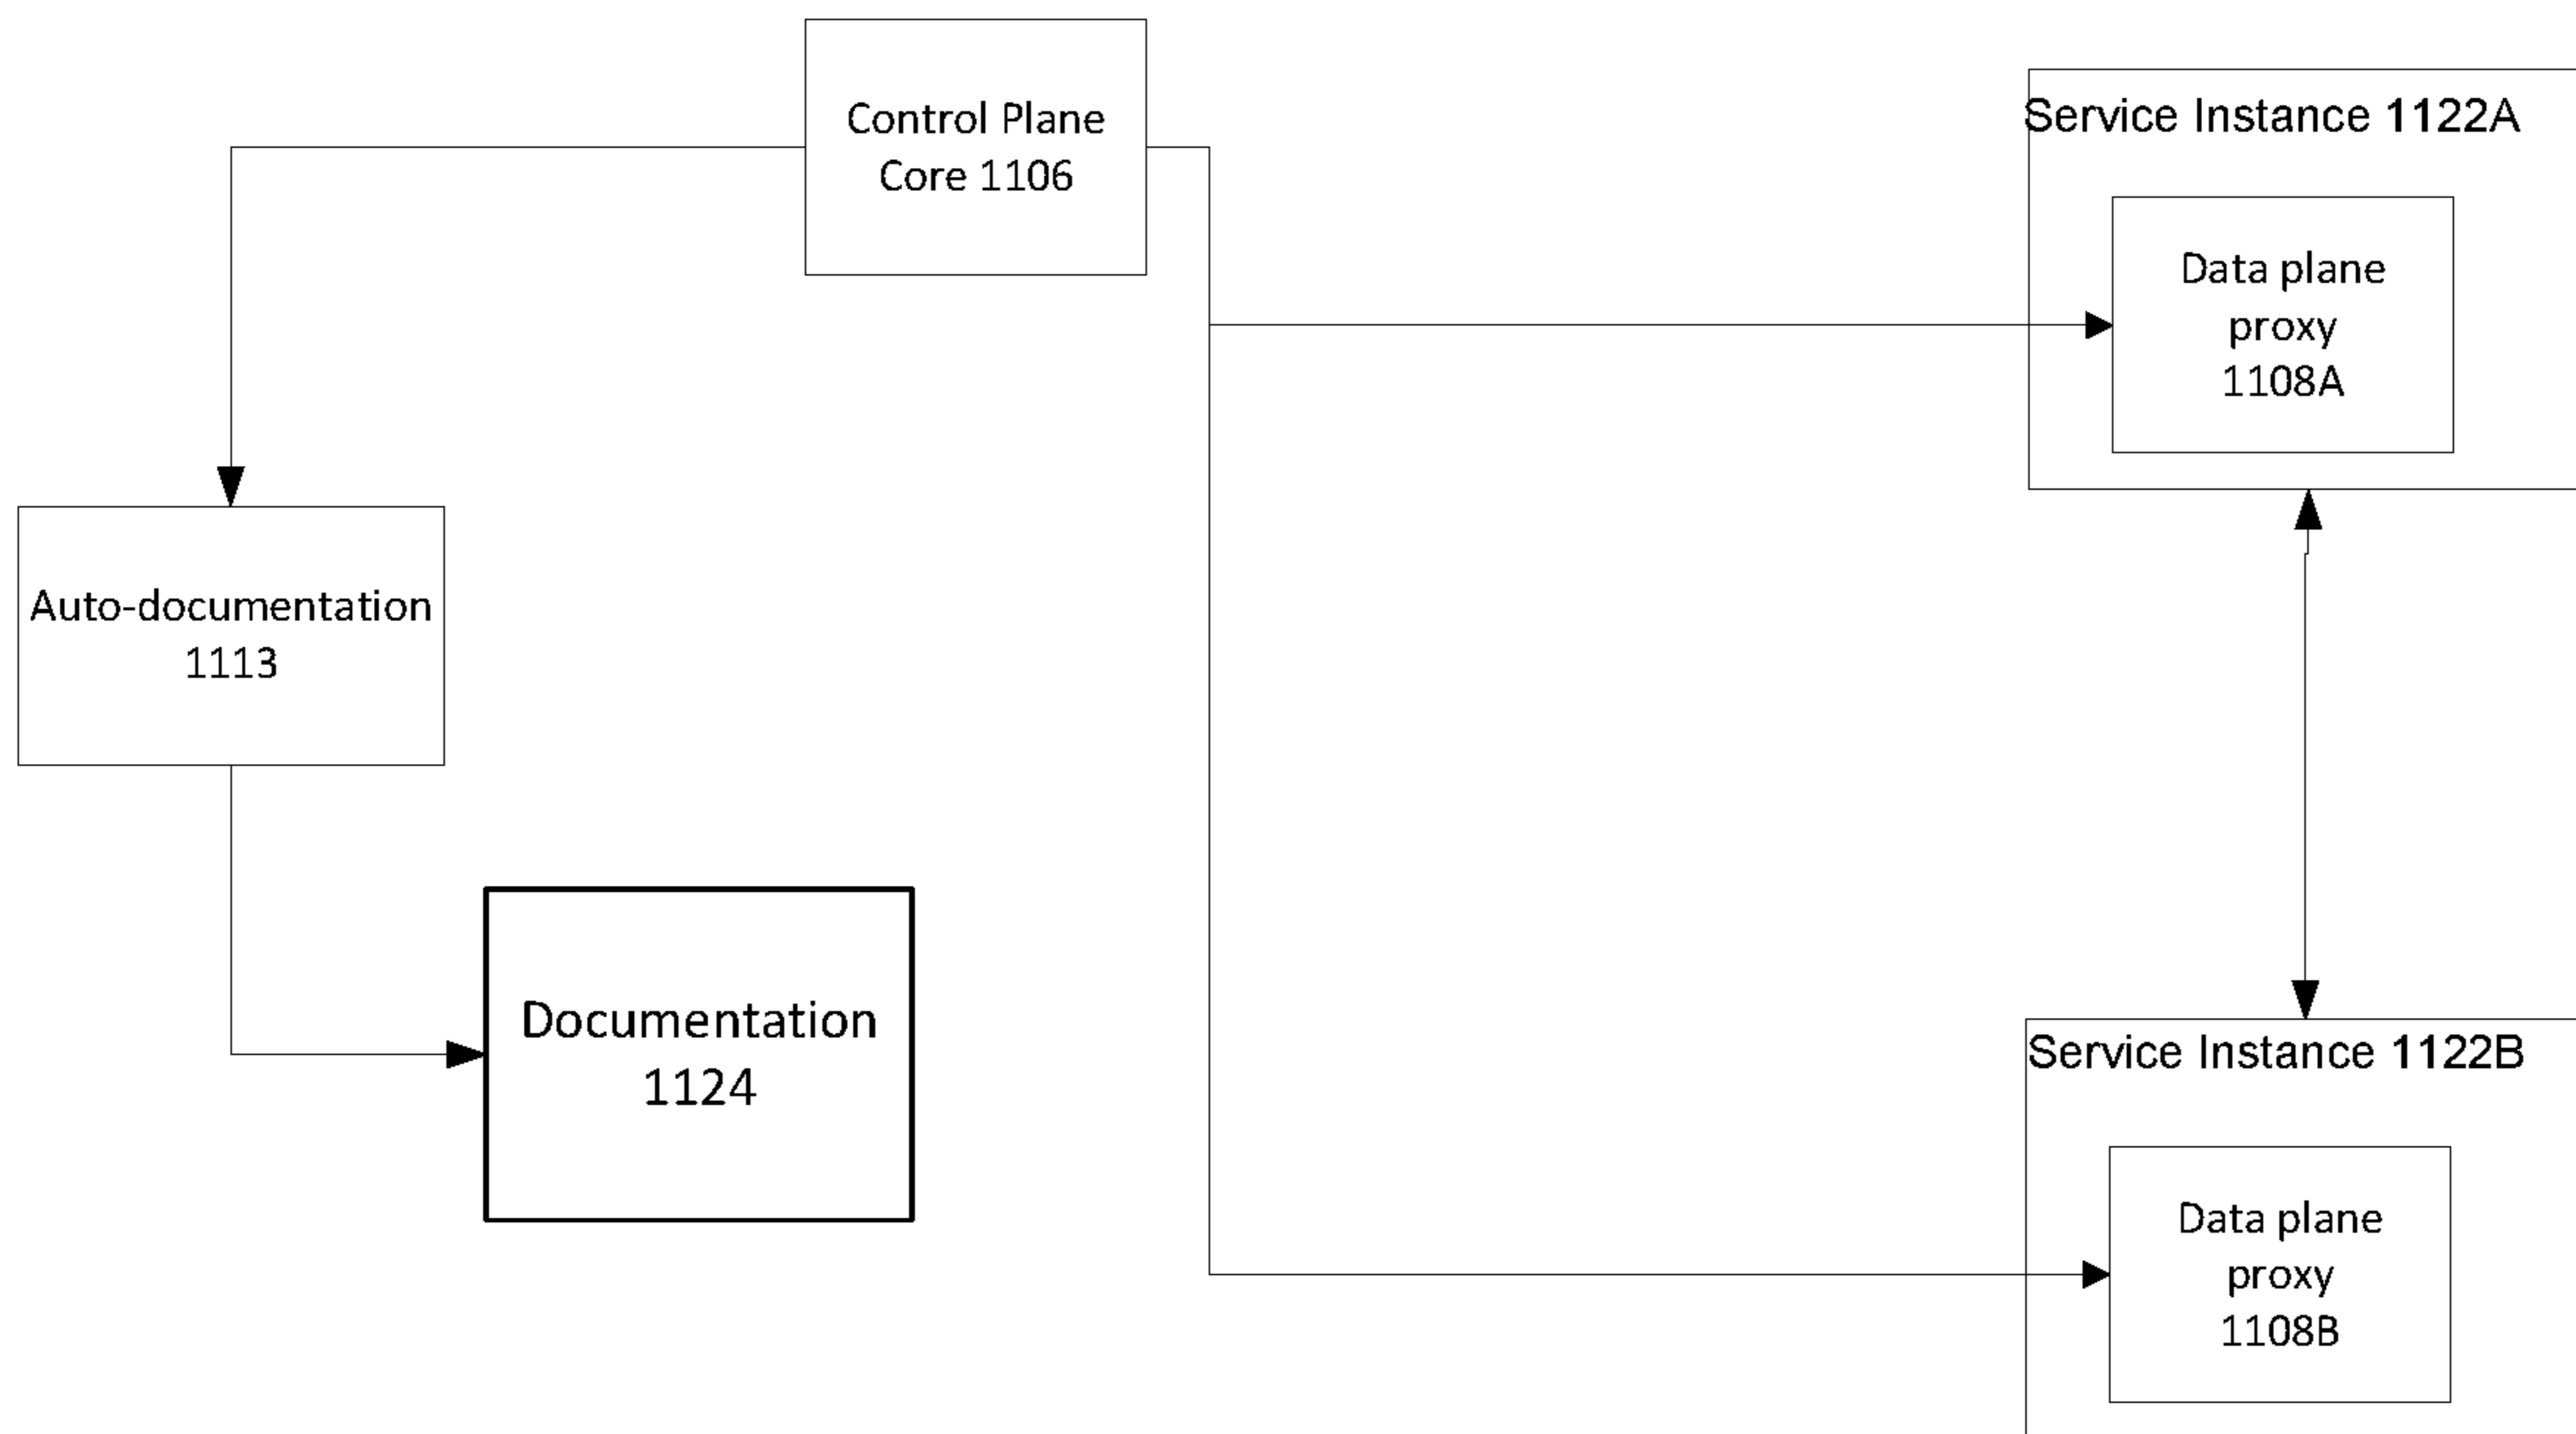 Control Plane
Core 1106
Service Instance 1122A
Data plane
proxy
1108A
Auto-documentation
1113
Documentation
1124
Service Instance 1122B
Data plane
proxy
1108B